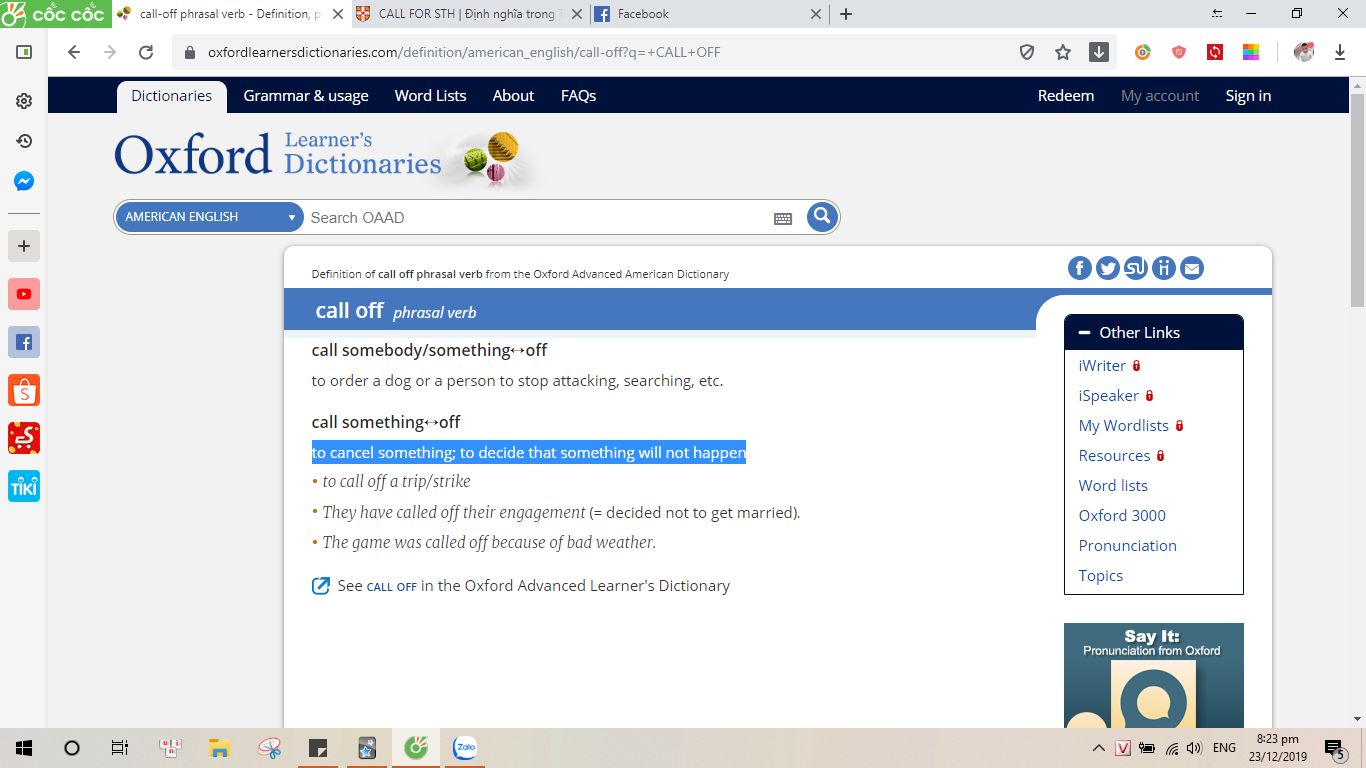 cốc cốc
call-off phrasal verb - Definition, p
CALL FOR STH | Định nghĩa trong
Facebook
oxfordlearnersdictionaries.com/definition/american_english/call-off?q=+CALL+OFF
Dictionaries
Grammar & usage
Word Lists
About
FAQs
Redeem
My account
Sign in
Oxford
Learner's
Dictionaries
AMERICAN ENGLISH
Search OAAD
Definition of call off phrasal verb from the Oxford Advanced American Dictionary
call off phrasal verb
call somebody/something↔off
to order a dog or a person to stop attacking, searching, etc.
call something↔off
to cancel something; to decide that something will not happen
• to call off a trip/strike
• They have called off their engagement (= decided not to get married).
• The game was called off because of bad weather.
See CALL OFF in the Oxford Advanced Learner's Dictionary
Other Links
iWriter
iSpeaker
My Wordlists
Resources
Word lists
Oxford 3000
Pronunciation
Topics
Say It:
Pronunciation from Oxford
TIKI
Zalo
ENG
8:23 pm
23/12/2019
5